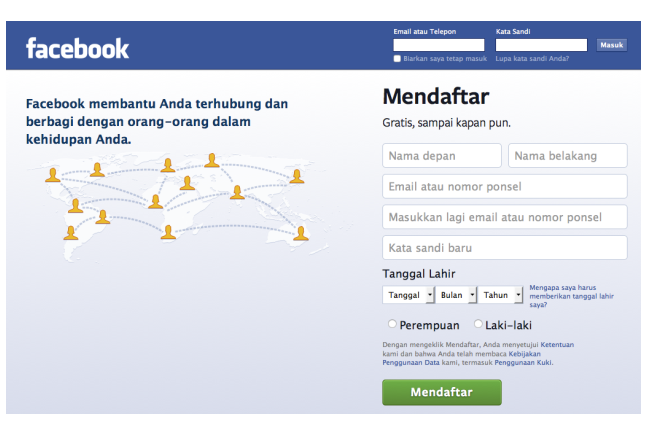 facebook
Email atau Telepon
Kata Sandi
Masuk
Biarkan saya tetap masuk
Lupa kata sandi Anda?
Facebook membantu Anda terhubung dan
berbagi dengan orang-orang dalam
kehidupan Anda.
Mendaftar
Gratis, sampai kapan pun.
Nama depan
Nama belakang
Email atau nomor ponsel
Masukkan lagi email atau nomor ponsel
Kata sandi baru
Tanggal Lahir
Tanggal
Bulan
Tahun
Mengapa saya harus
memberikan tanggal lahir
saya?
Perempuan
Laki-laki
Dengan mengeklik Mendaftar, Anda menyetujui Ketentuan
kami dan bahwa Anda telah membaca Kebijakan
Penggunaan Data kami, termasuk Penggunaan Kuki.
Mendaftar